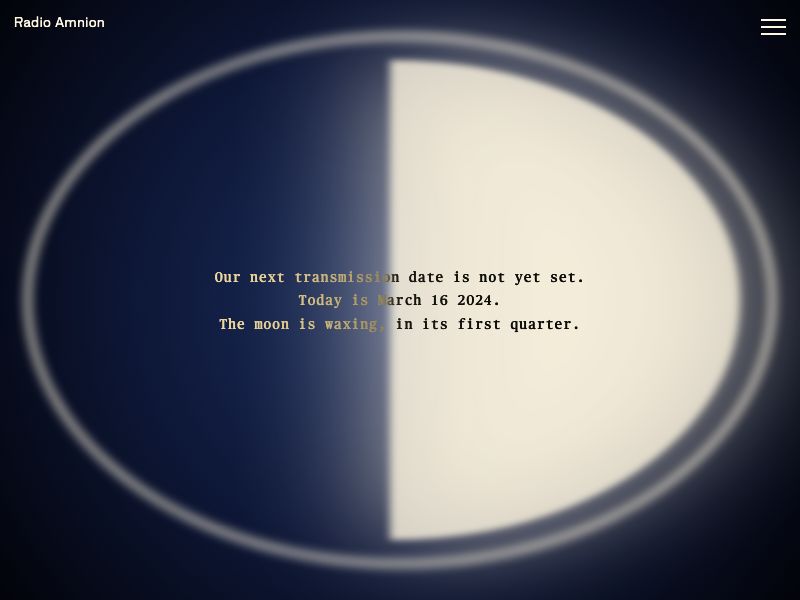 Radio Amnion
Our next transmission date is not yet set.
Today is March 16 2024.
The moon is waxing, in its first quarter.